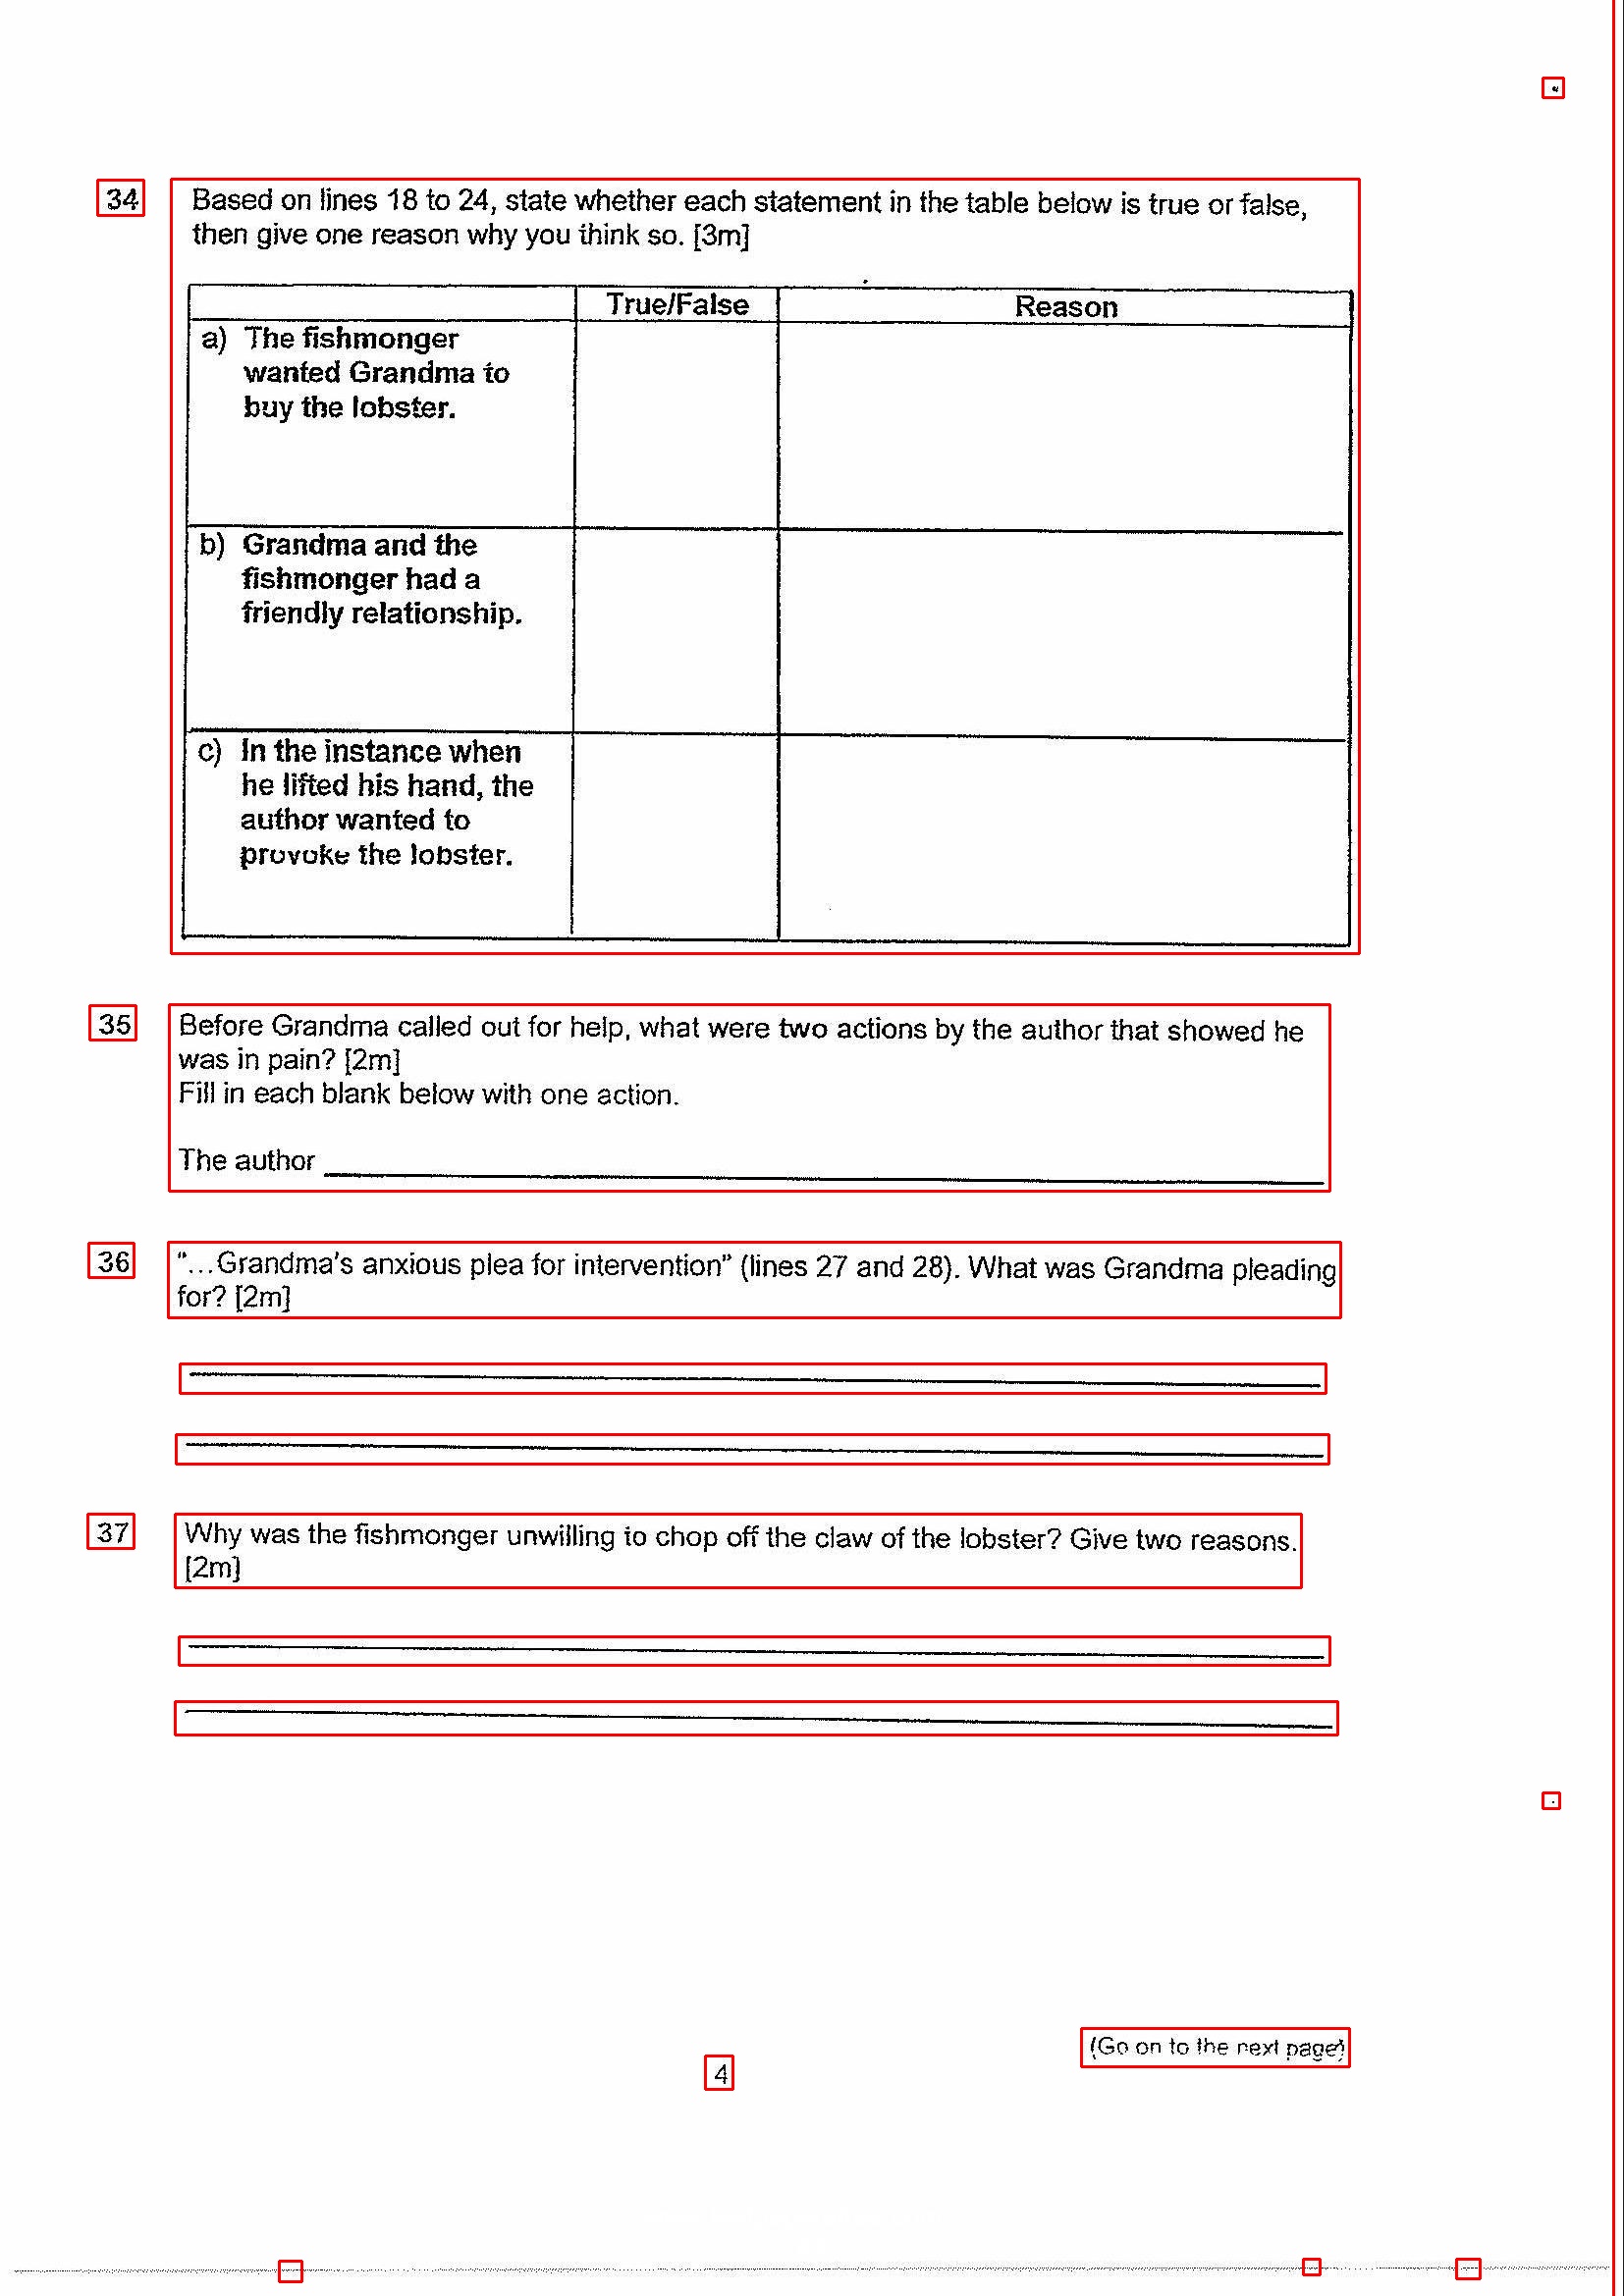 34 Based on lines 18 to 24, state whether each statement in the table below is true or false,
then give one reason why you think so. [3m]
True/False Reason
a) The fishmonger
wanted Grandma to
buy the lobster.
b) Grandma and the
fishmonger had a
friendly relationship.
c) In the instance when
he lifted his hand, the
author wanted to
provoke the lobster.
35 Before Grandma called out for help, what were two actions by the author that showed he
was in pain? [2m]
Fill in each blank below with one action.
The author
36 "...Grandma's anxious plea for intervention" (lines 27 and 28). What was Grandma pleading
for? [2m]
37 Why was the fishmonger unwilling to chop off the claw of the lobster? Give two reasons.
[2m]
(Go on to the next page)
4